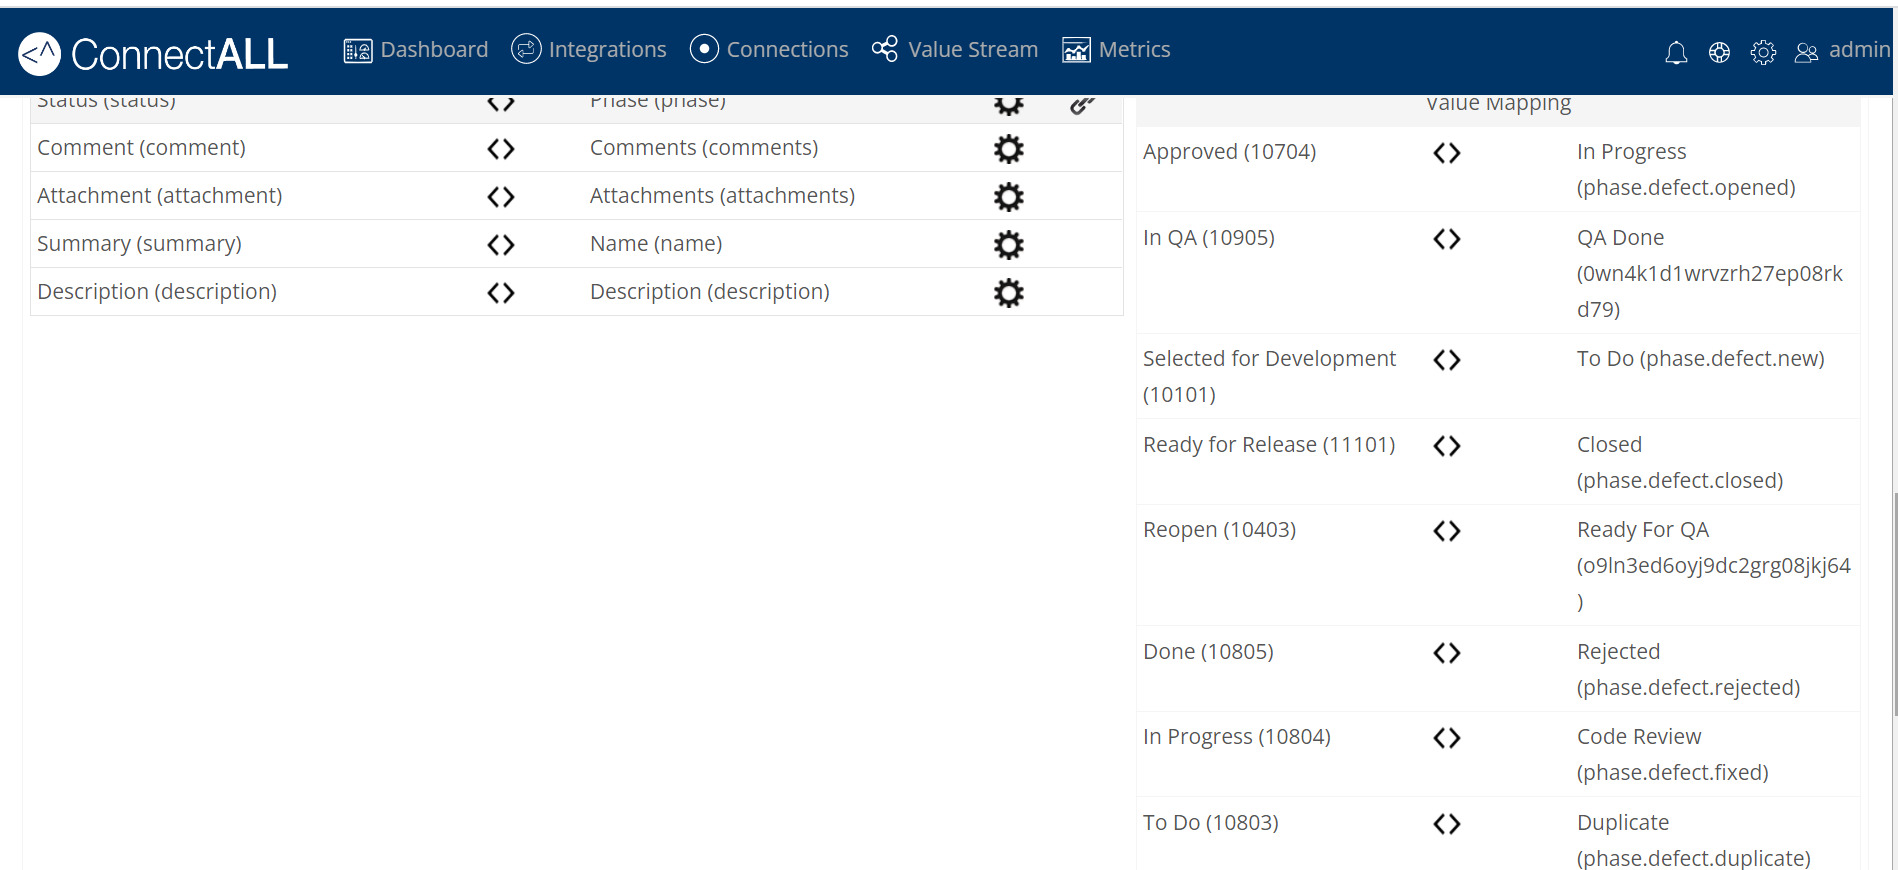 <^ ConnectALL Dashboard Integrations Connections Value Stream Metrics admin
Status (status) Phase (phase)
Comment (comment) Comments (comments)
Attachment (attachment) Attachments (attachments)
Summary (summary) Name (name)
Description (description) Description (description)
Value Mapping
Approved (10704) In Progress
(phase.defect.opened)
In QA (10905) QA Done
(0wn4k1d1wrvzrh27ep08rk
d79)
Selected for Development To Do (phase.defect.new)
(10101)
Ready for Release (11101) Closed
(phase.defect.closed)
Reopen (10403) Ready For QA
(o9ln3ed6oyj9dc2grg08jkj64
)
Done (10805) Rejected
(phase.defect.rejected)
In Progress (10804) Code Review
(phase.defect.fixed)
To Do (10803) Duplicate
(phase.defect.duplicate)